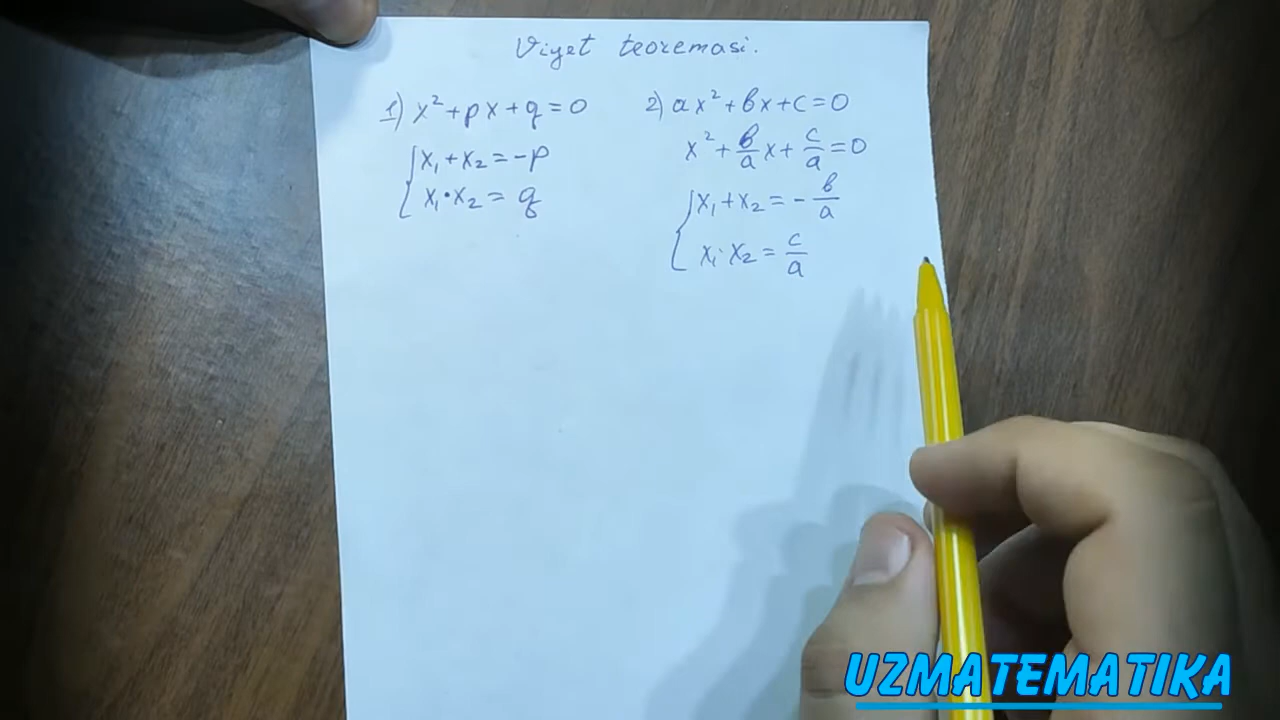 Viyet teoremasi.
1) x² + px + q = 0
x₁ + x₂ = -p
x₁ • x₂ = q
2) ax² + bx + c = 0
x² + b/a x + c/a = 0
x₁ + x₂ = - b/a
x₁ · x₂ = c/a
UZMATEMATIKA